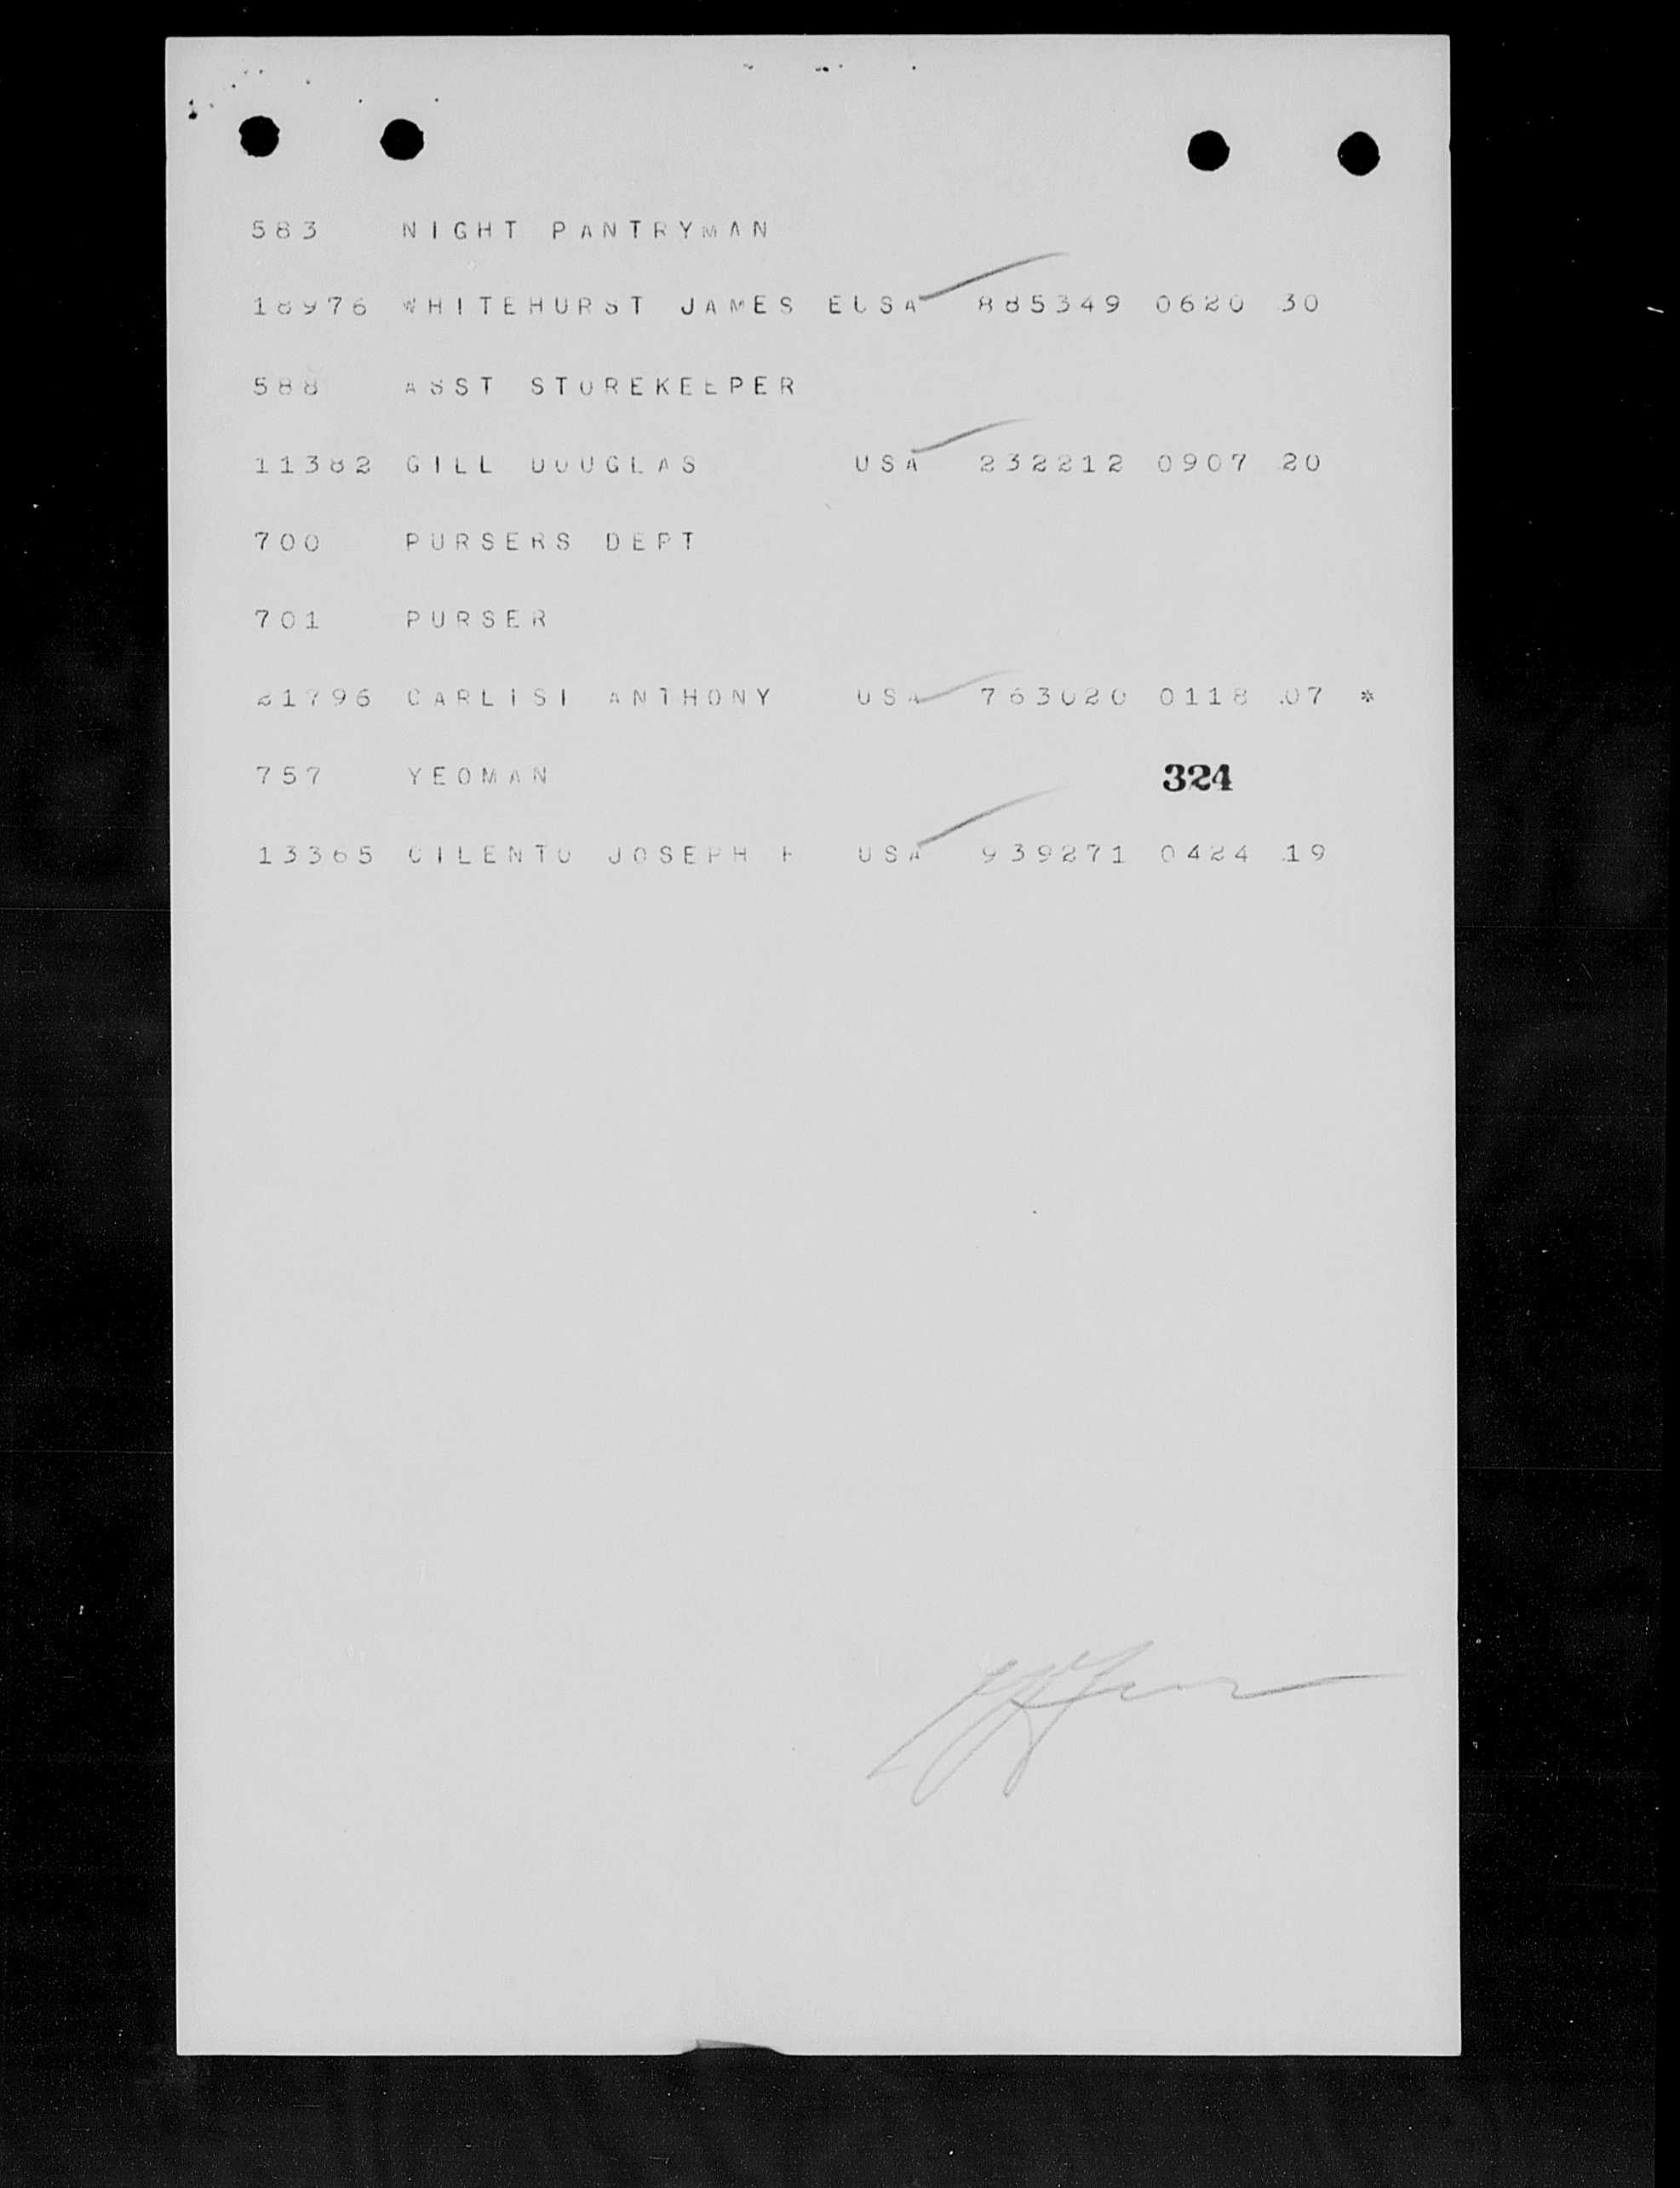 583 NIGHT PANTRYMAN
18976 WHITEHURST JAMES EUSA 885349 0620 30
588 ASST STOREKEEPER
11382 GILL DOUGLAS USA 232212 0907 20
700 PURSERS DEPT
701 PURSER
21796 CARLISI ANTHONY USA 763020 0118 07 *
757 YEOMAN 324
13365 CILENTO JOSEPH USA 939271 0424 19